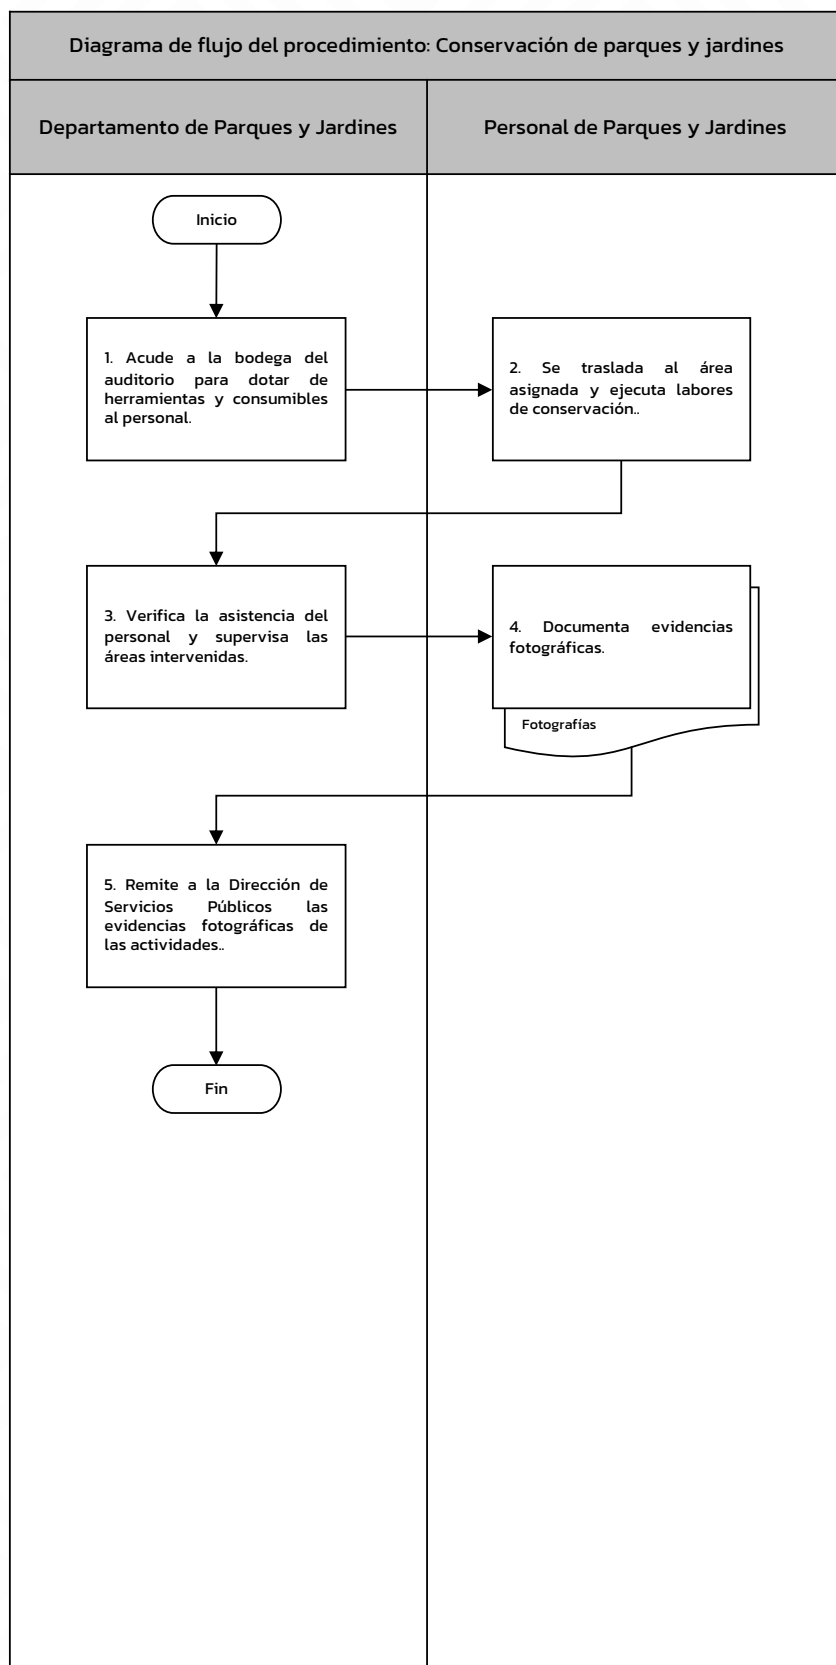 Diagrama de flujo del procedimiento: Conservación de parques y jardines
Departamento de Parques y Jardines
Personal de Parques y Jardines
Inicio
1. Acude a la bodega del
auditorio para dotar de
herramientas y consumibles
al personal.
2. Se traslada al área
asignada y ejecuta labores
de conservación..
3. Verifica la asistencia del
personal y supervisa las
áreas intervenidas.
4. Documenta evidencias
fotográficas.
Fotografías
5. Remite a la Dirección de
Servicios Públicos las
evidencias fotográficas de
las actividades..
Fin